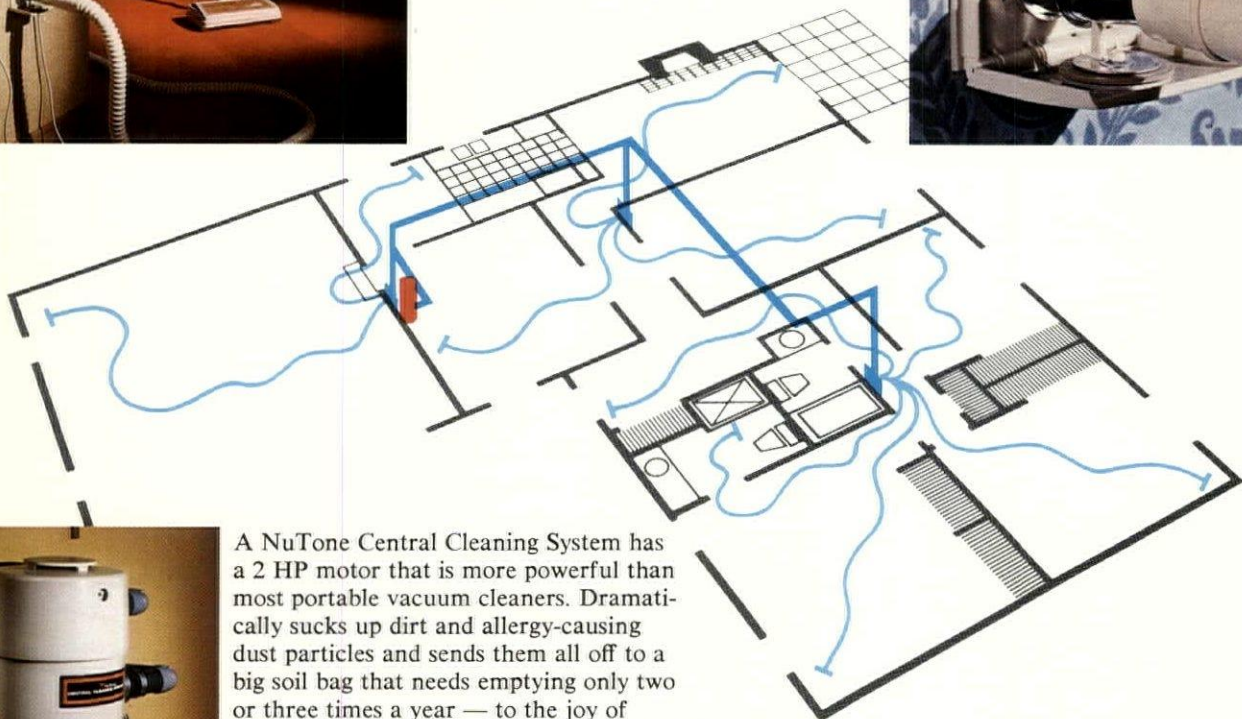 A NuTone Central Cleaning System has
a 2 HP motor that is more powerful than
most portable vacuum cleaners. Dramati-
cally sucks up dirt and allergy-causing
dust particles and sends them all off to a
big soil bag that needs emptying only two
or three times a year — to the joy of